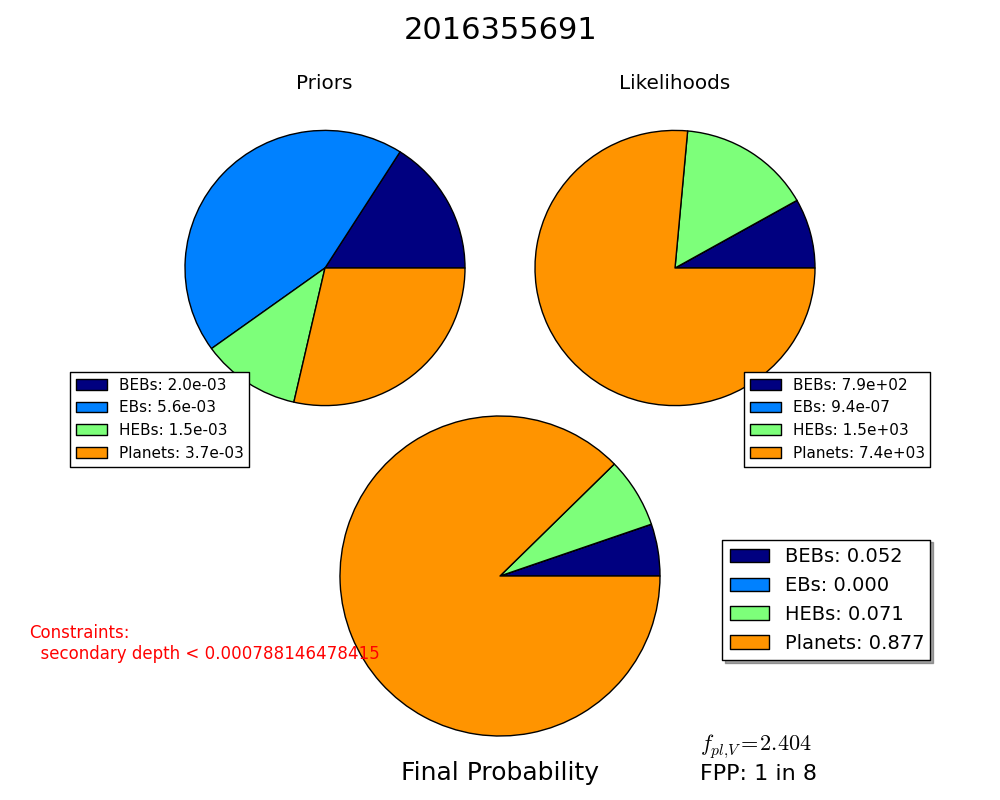 2016355691
Priors
Likelihoods
BEBs: 2.0e-03
EBs: 5.6e-03
HEBs: 1.5e-03
Planets: 3.7e-03
BEBs: 7.9e+02
EBs: 9.4e-07
HEBs: 1.5e+03
Planets: 7.4e+03
BEBs: 0.052
EBs: 0.000
HEBs: 0.071
Planets: 0.877
Constraints:
secondary depth < 0.000788146478415
f_{pl,V} = 2.404
FPP: 1 in 8
Final Probability